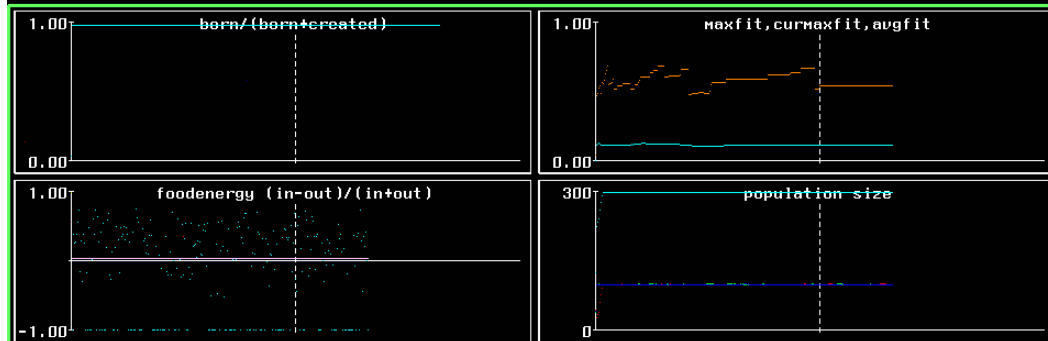 1.00
born/(born+created)
0.00
1.00
maxfit,curmaxfit,avgfit
0.00
1.00
foodenergy (in-out)/(in+out)
-1.00
300
population size
0